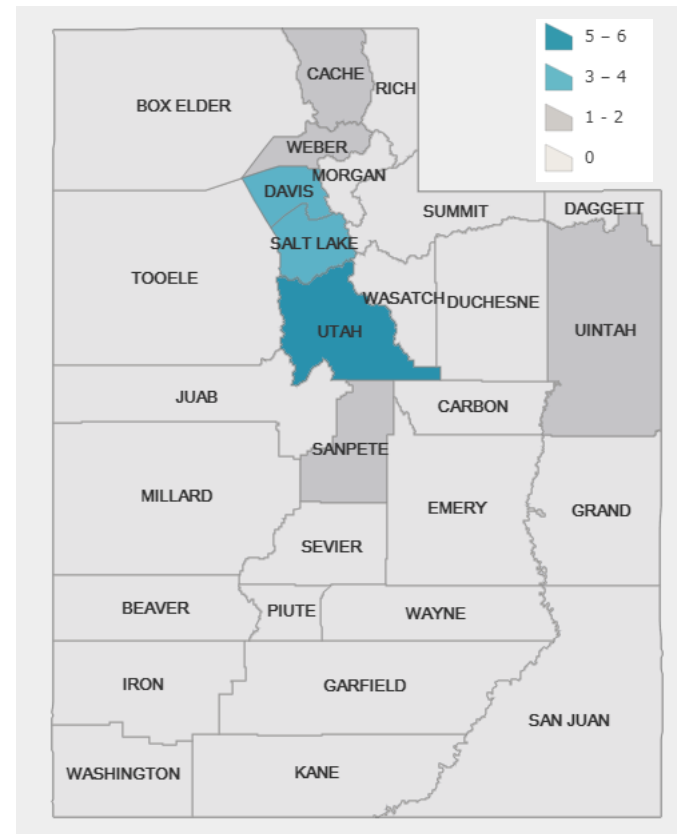 5 – 6
3 – 4
1 - 2
0
CACHE
RICH
BOX ELDER
WEBER
MORGAN
DAVIS
SUMMIT
DAGGETT
SALT LAKE
TOOELE
WASATCH
DUCHESNE
UTAH
UINTAH
JUAB
CARBON
SANPETE
MILLARD
EMERY
GRAND
SEVIER
BEAVER
PIUTE
WAYNE
IRON
GARFIELD
SAN JUAN
WASHINGTON
KANE